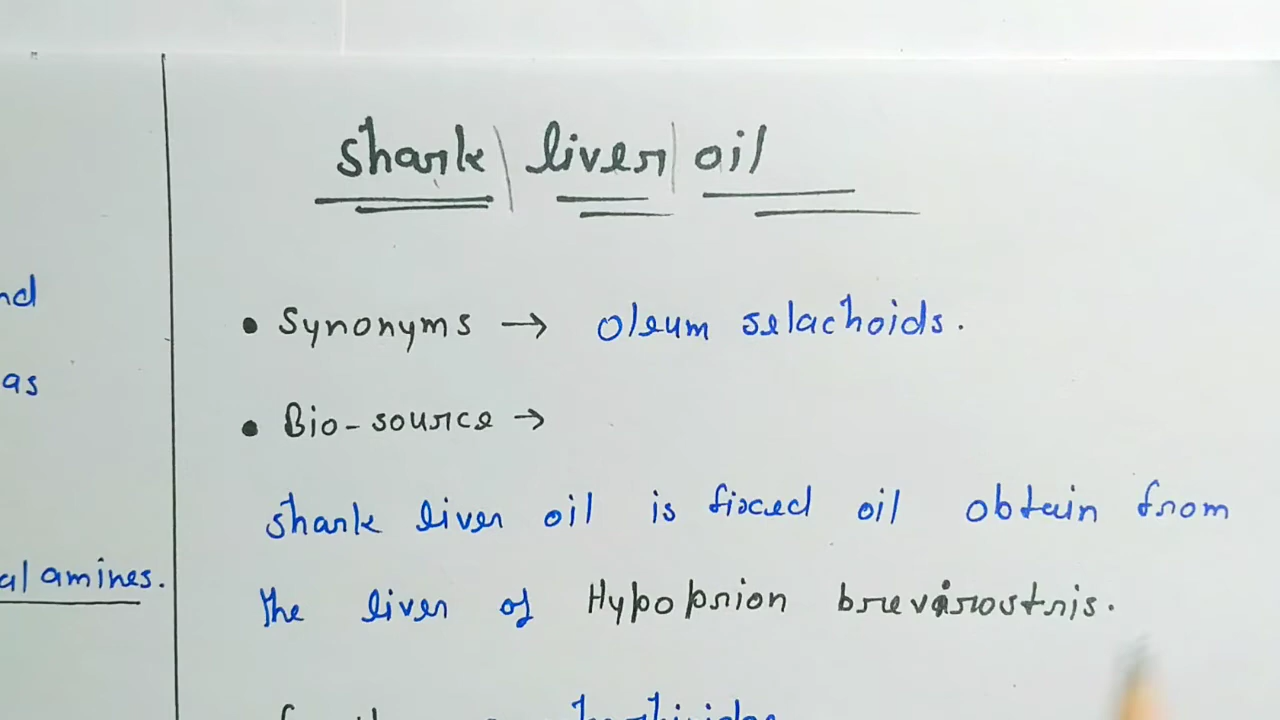 Shark liver oil
nd
• Synonyms → Oleum selachoids.
as
• Bio-source →
shark liver oil is fixed oil obtain from
al amines.
the liver of Hypoprion brevirostris.